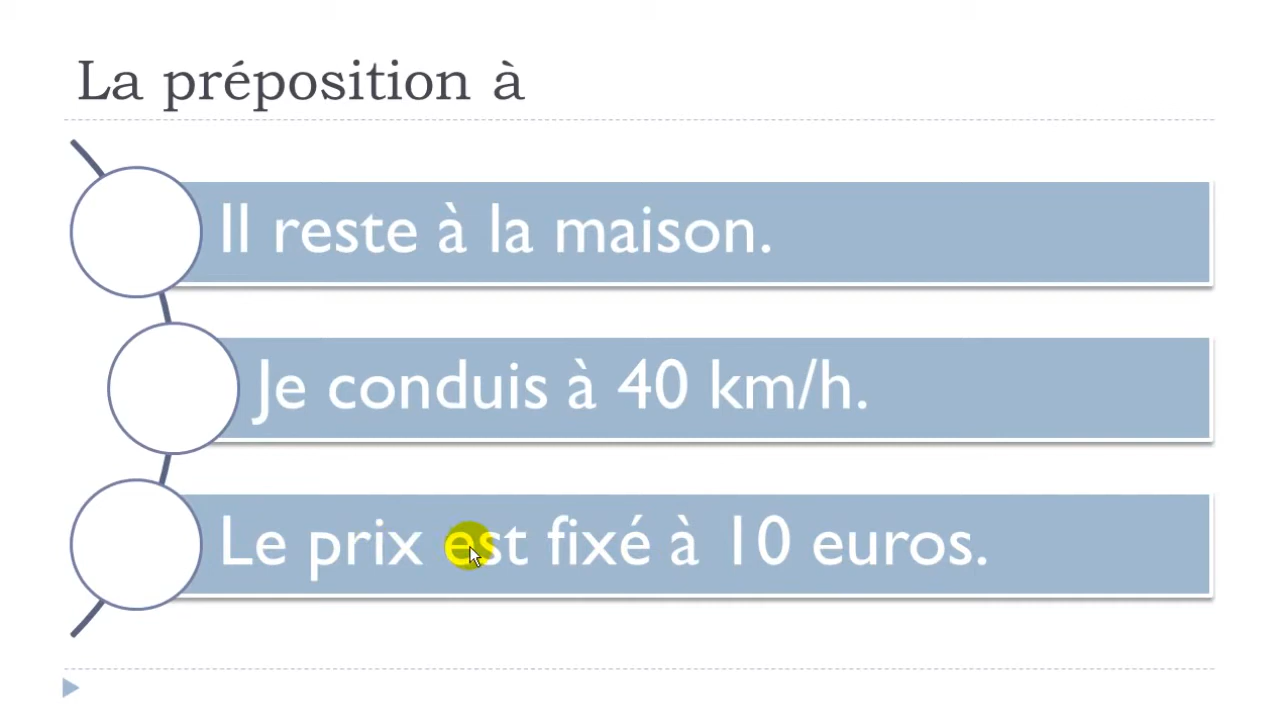 La préposition à
Il reste à la maison.
Je conduis à 40 km/h.
Le prix est fixé à 10 euros.